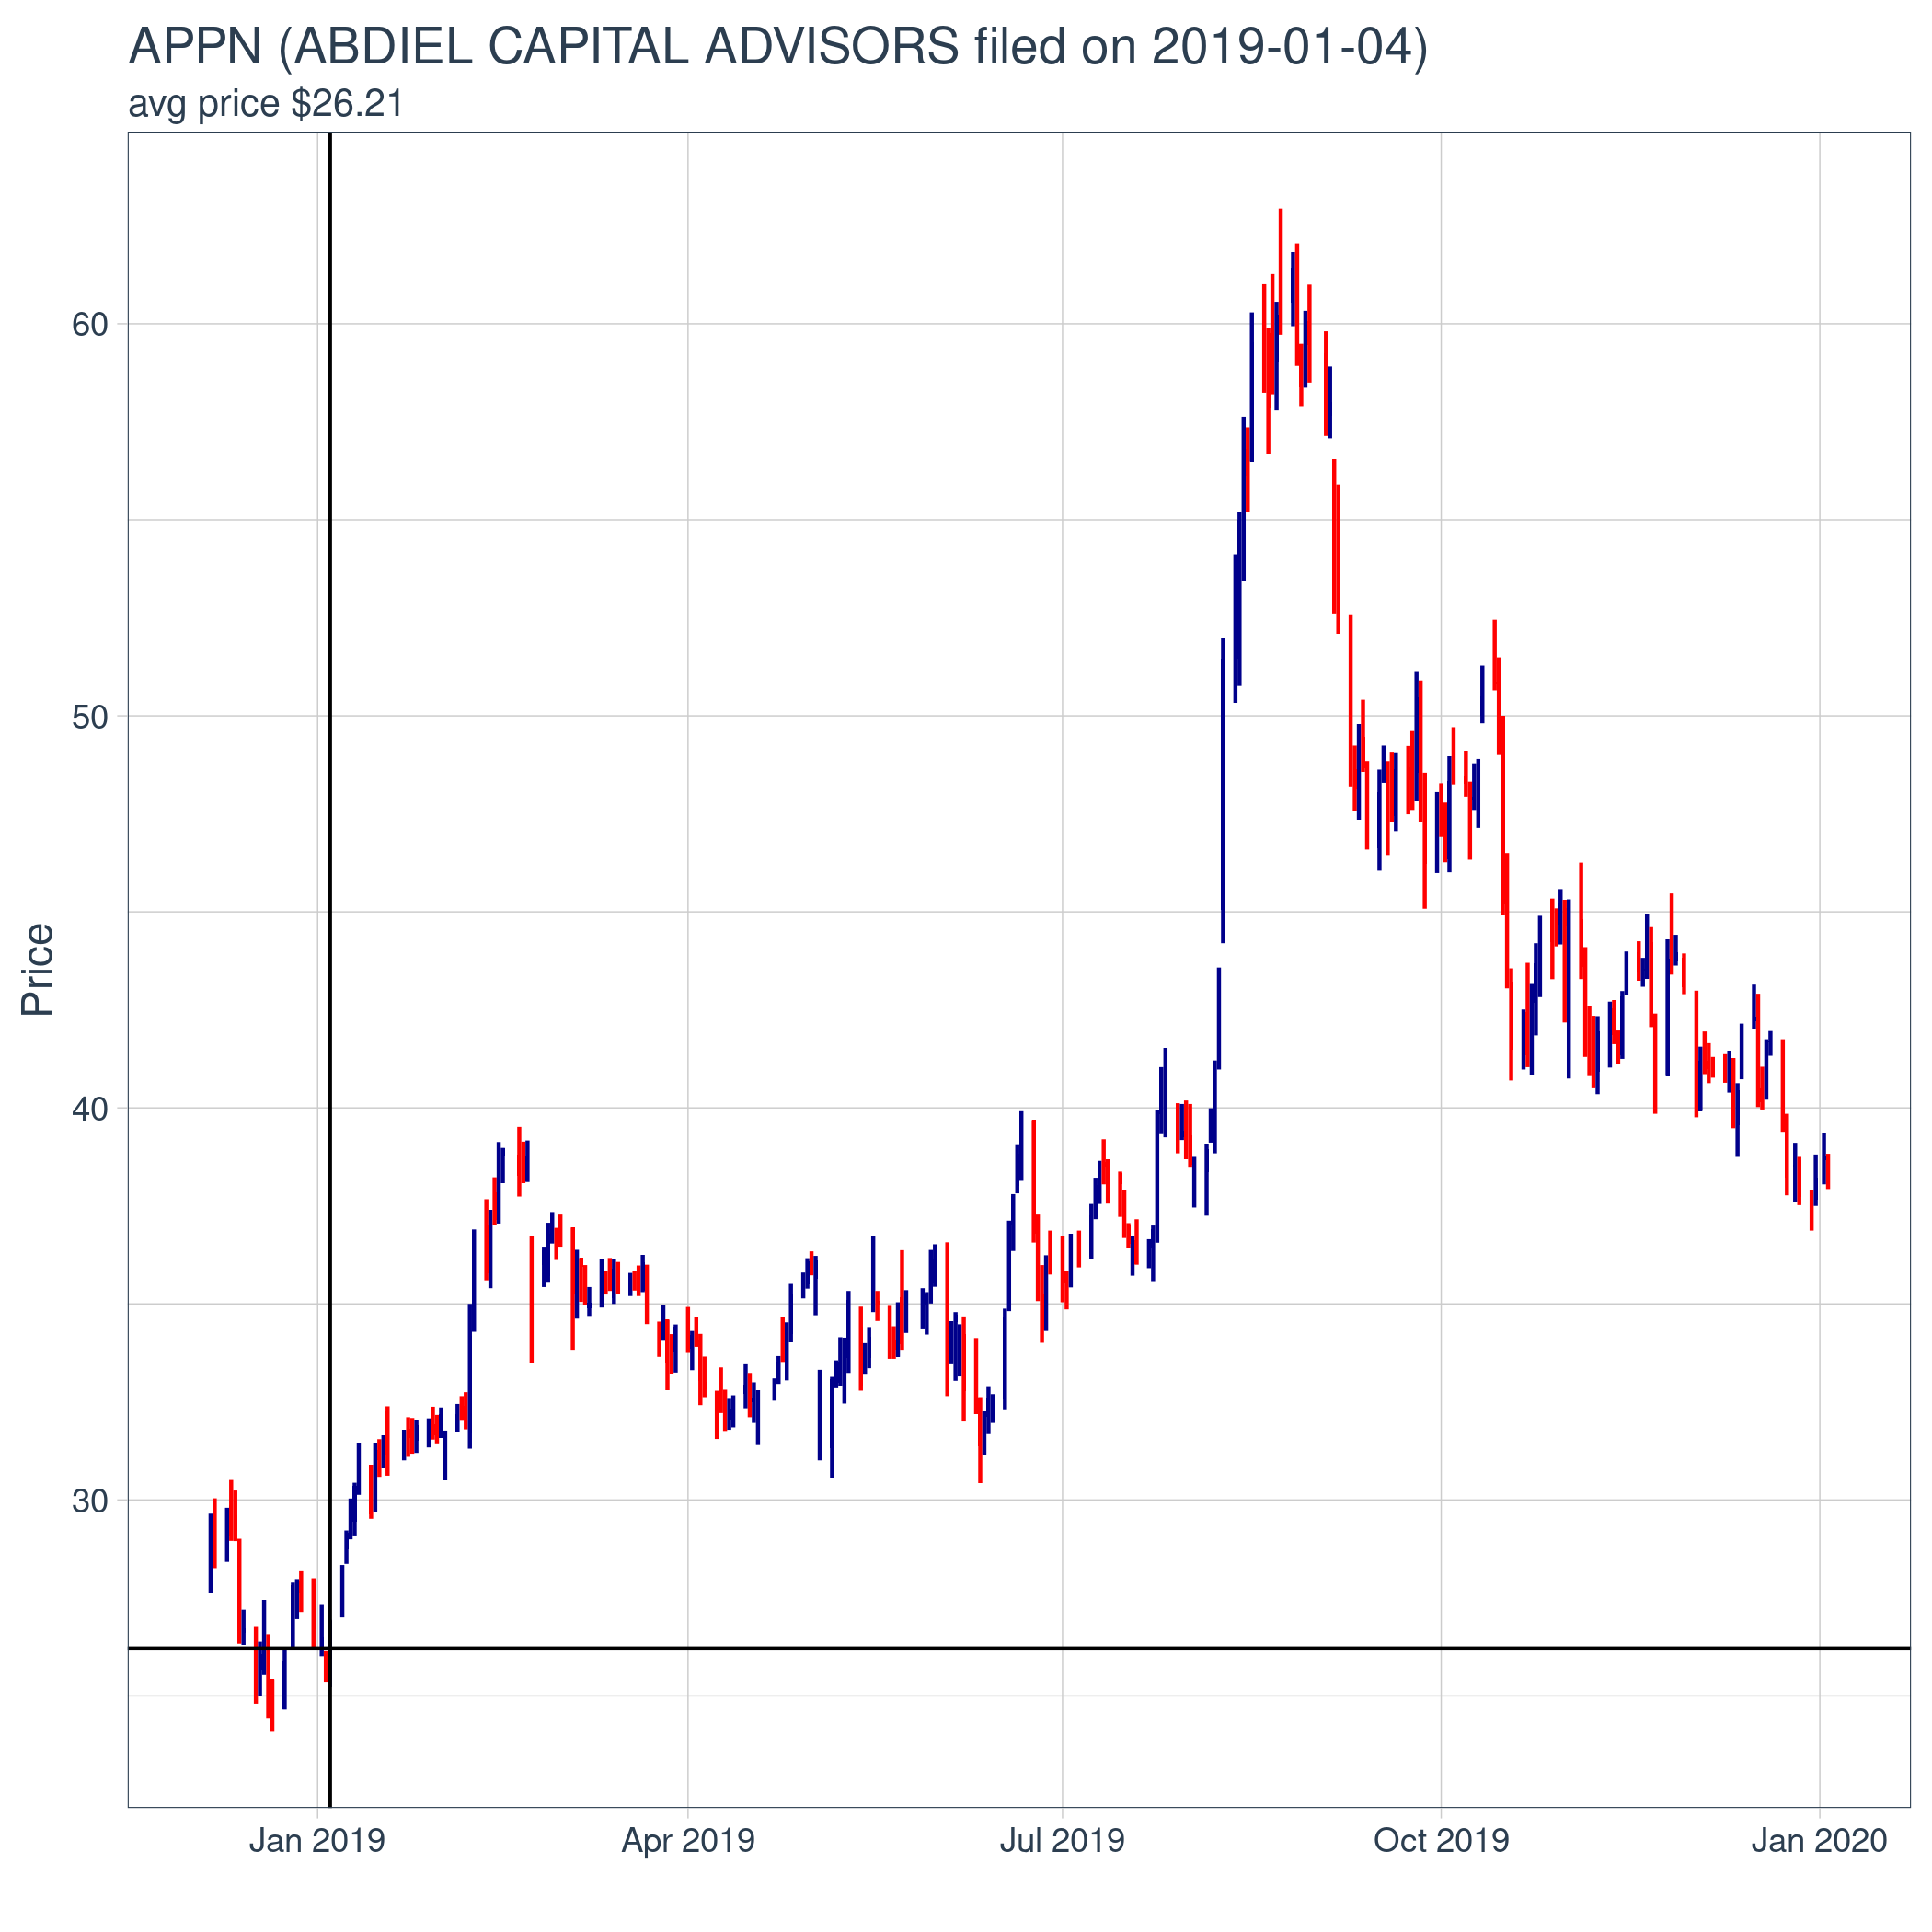 APPN (ABDIEL CAPITAL ADVISORS filed on 2019-01-04)
avg price $26.21
Price
60
50
40
30
Jan 2019
Apr 2019
Jul 2019
Oct 2019
Jan 2020